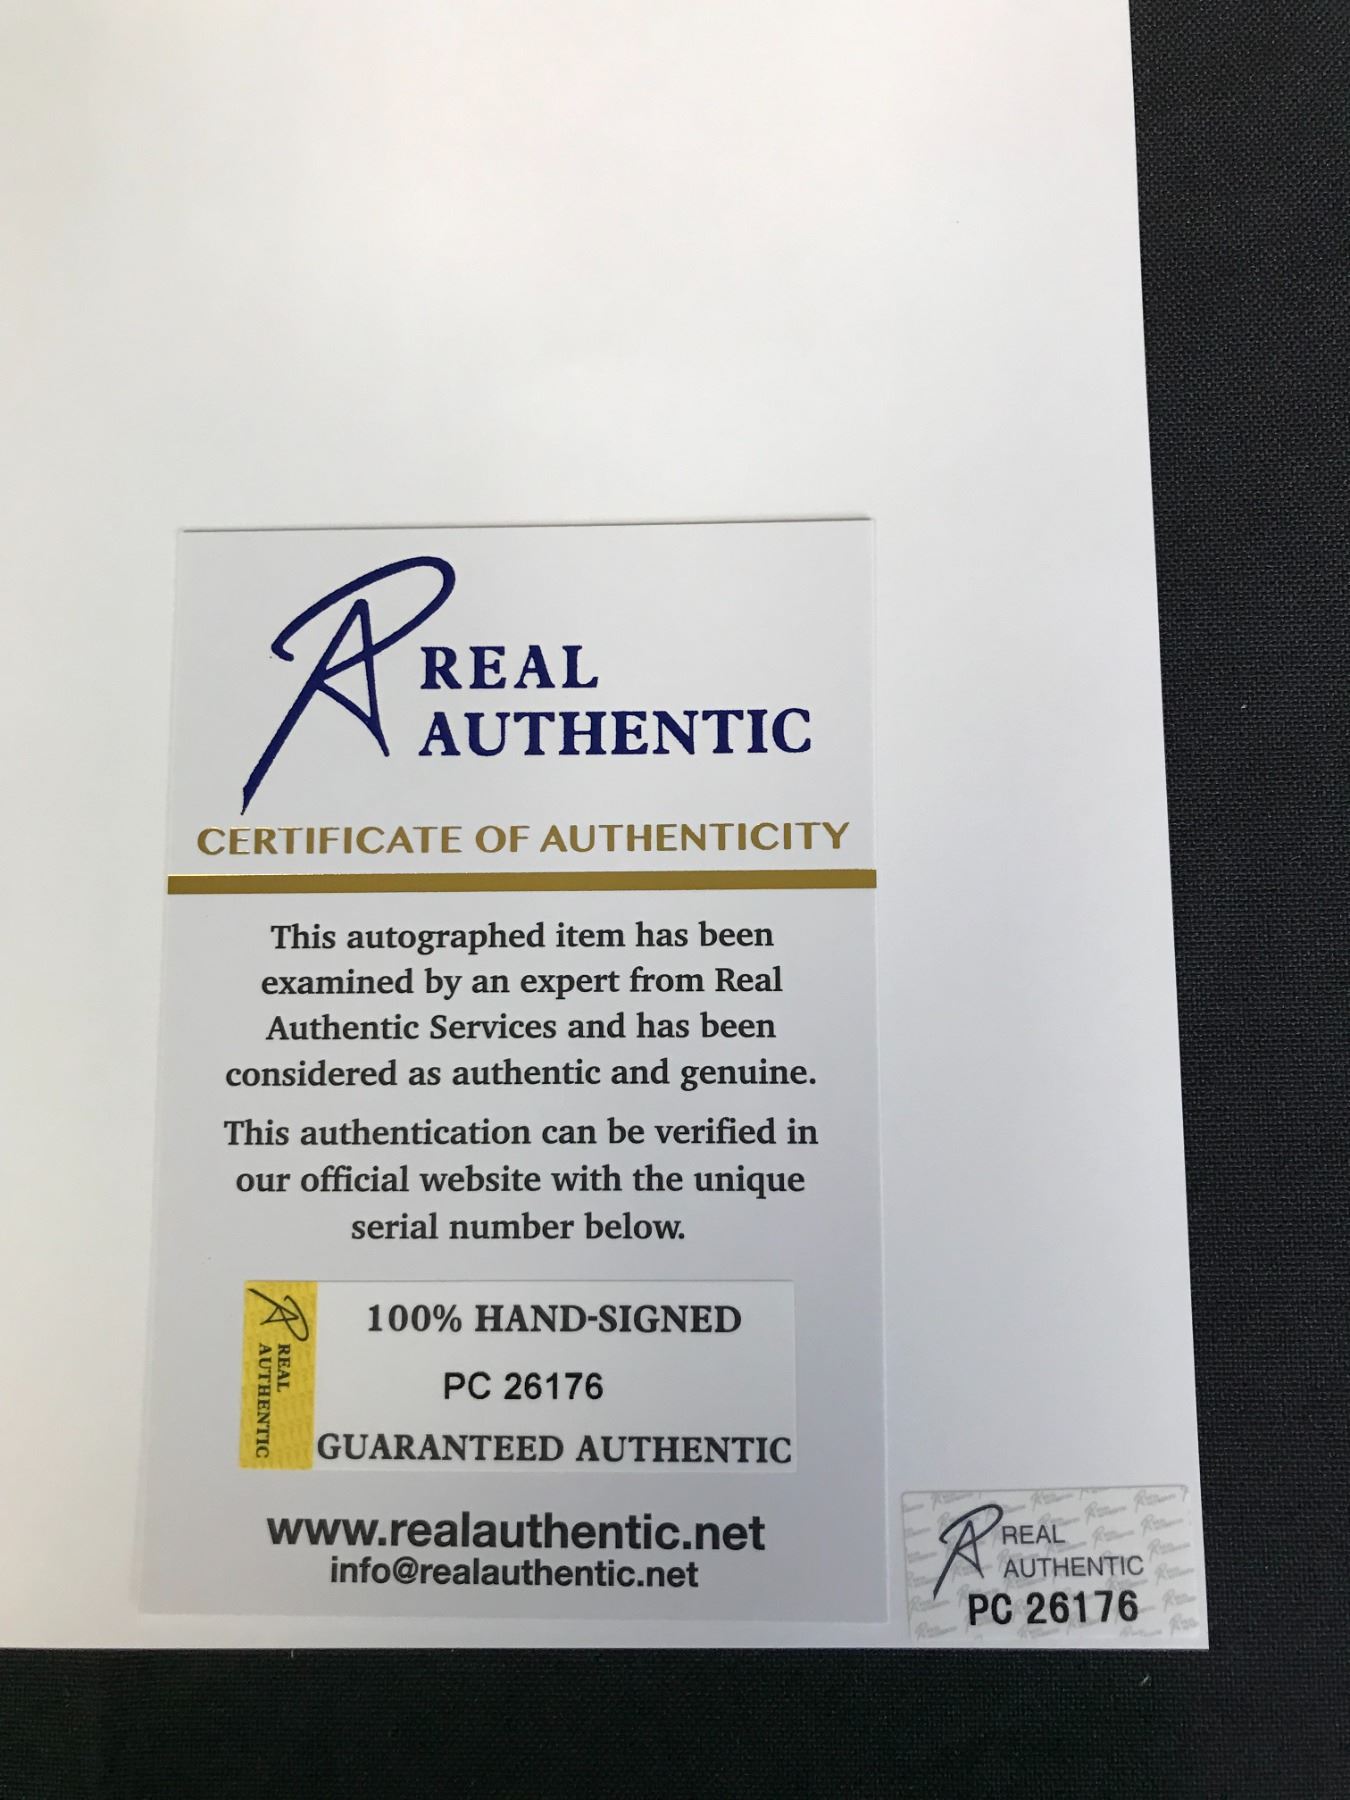 REAL
AUTHENTIC
CERTIFICATE OF AUTHENTICITY
This autographed item has been
examined by an expert from Real
Authentic Services and has been
considered as authentic and genuine.
This authentication can be verified in
our official website with the unique
serial number below.
REAL
AUTHENTIC
100% HAND-SIGNED
PC 26176
GUARANTEED AUTHENTIC
www.realauthentic.net
info@realauthentic.net
REAL
AUTHENTIC
PC 26176